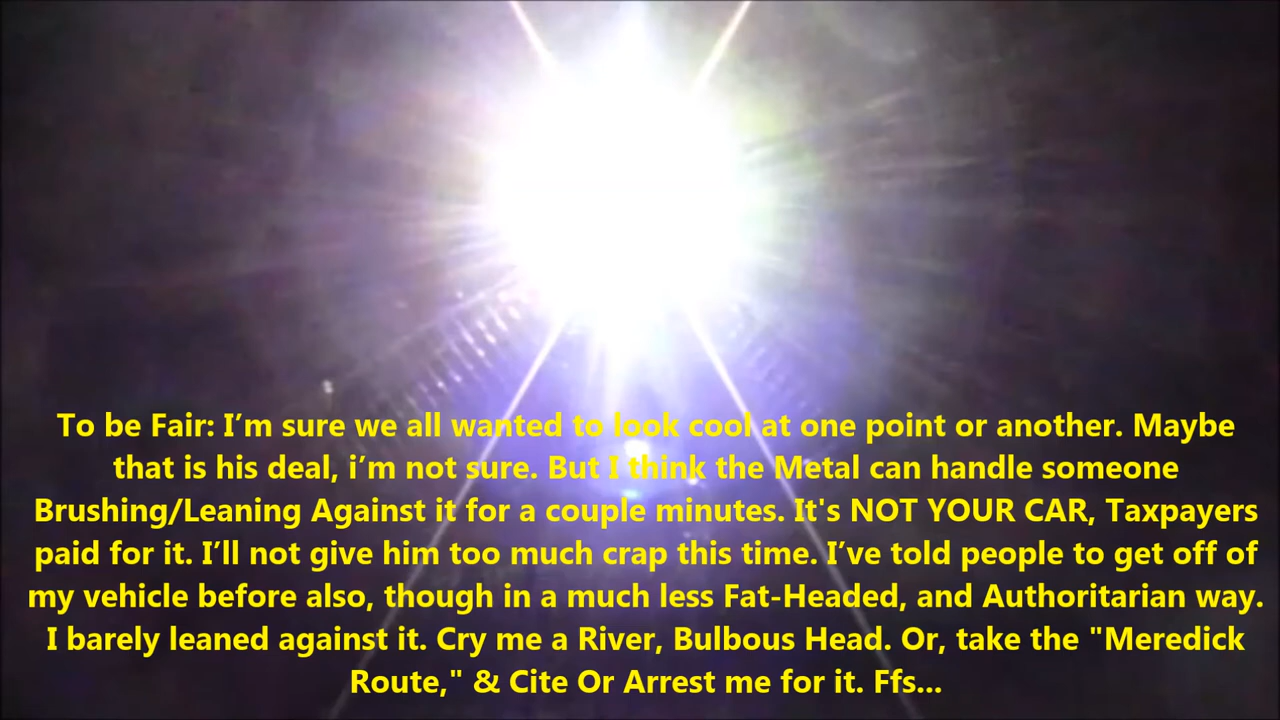 To be Fair: I’m sure we all wanted to look cool at one point or another. Maybe
that is his deal, i’m not sure. But I think the Metal can handle someone
Brushing/Leaning Against it for a couple minutes. It's NOT YOUR CAR, Taxpayers
paid for it. I’ll not give him too much crap this time. I’ve told people to get off of
my vehicle before also, though in a much less Fat-Headed, and Authoritarian way.
I barely leaned against it. Cry me a River, Bulbous Head. Or, take the "Meredick
Route," & Cite Or Arrest me for it. Ffs...